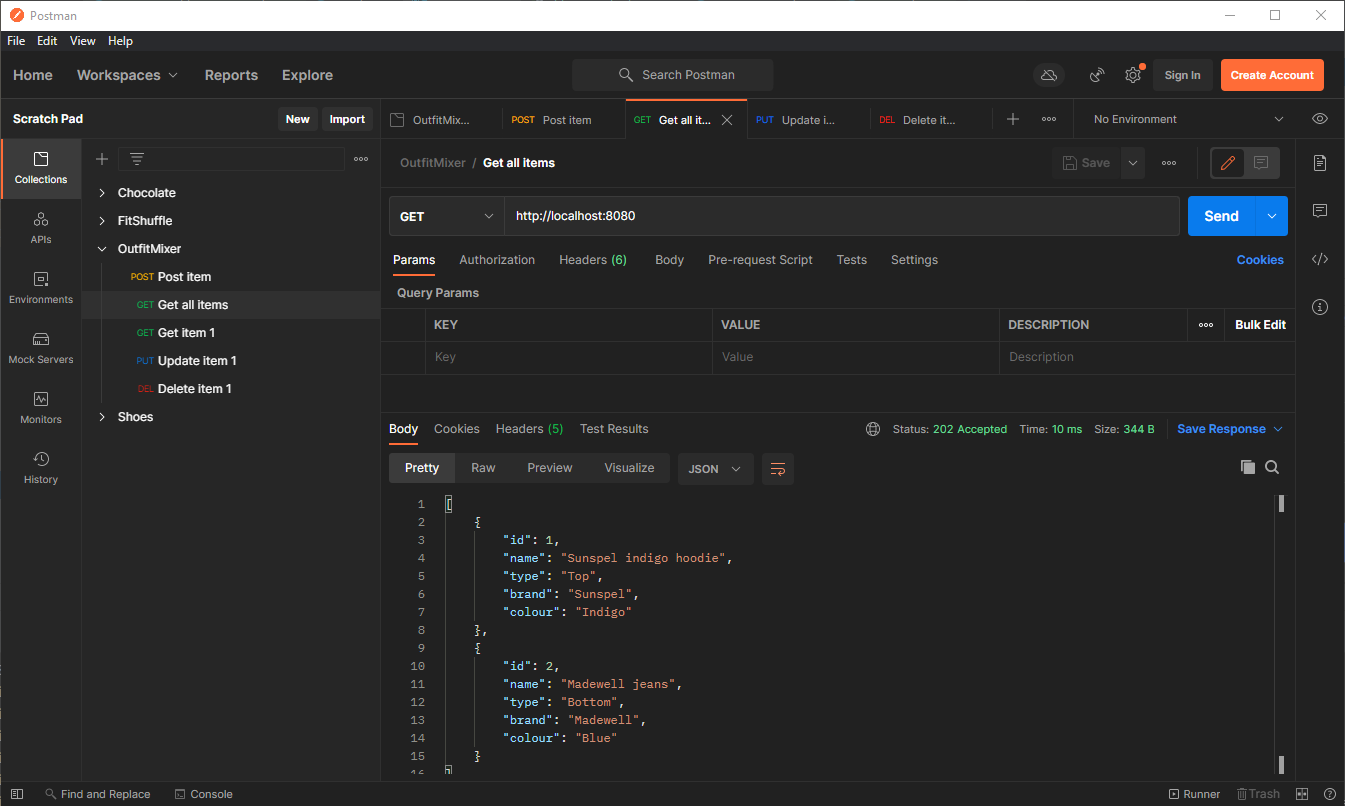 Postman
File Edit View Help
Home Workspaces Reports Explore Search Postman Sign In Create Account
Scratch Pad New Import OutfitMix... POST Post item GET Get all it... PUT Update i... DEL Delete it... No Environment
Collections
APIs
Environments
Mock Servers
Monitors
History
Chocolate
FitShuffle
OutfitMixer
POST Post item
GET Get all items
GET Get item 1
PUT Update item 1
DEL Delete item 1
Shoes
OutfitMixer / Get all items Save
GET http://localhost:8080 Send
Params Authorization Headers (6) Body Pre-request Script Tests Settings Cookies
Query Params
KEY VALUE DESCRIPTION Bulk Edit
Key Value Description
Body Cookies Headers (5) Test Results Status: 202 Accepted Time: 10 ms Size: 344 B Save Response
Pretty Raw Preview Visualize JSON
1 [
2 {
3 "id": 1,
4 "name": "Sunspel indigo hoodie",
5 "type": "Top",
6 "brand": "Sunspel",
7 "colour": "Indigo"
8 },
9 {
10 "id": 2,
11 "name": "Madewell jeans",
12 "type": "Bottom",
13 "brand": "Madewell",
14 "colour": "Blue"
15 }
16 ]
Find and Replace Console Runner Trash